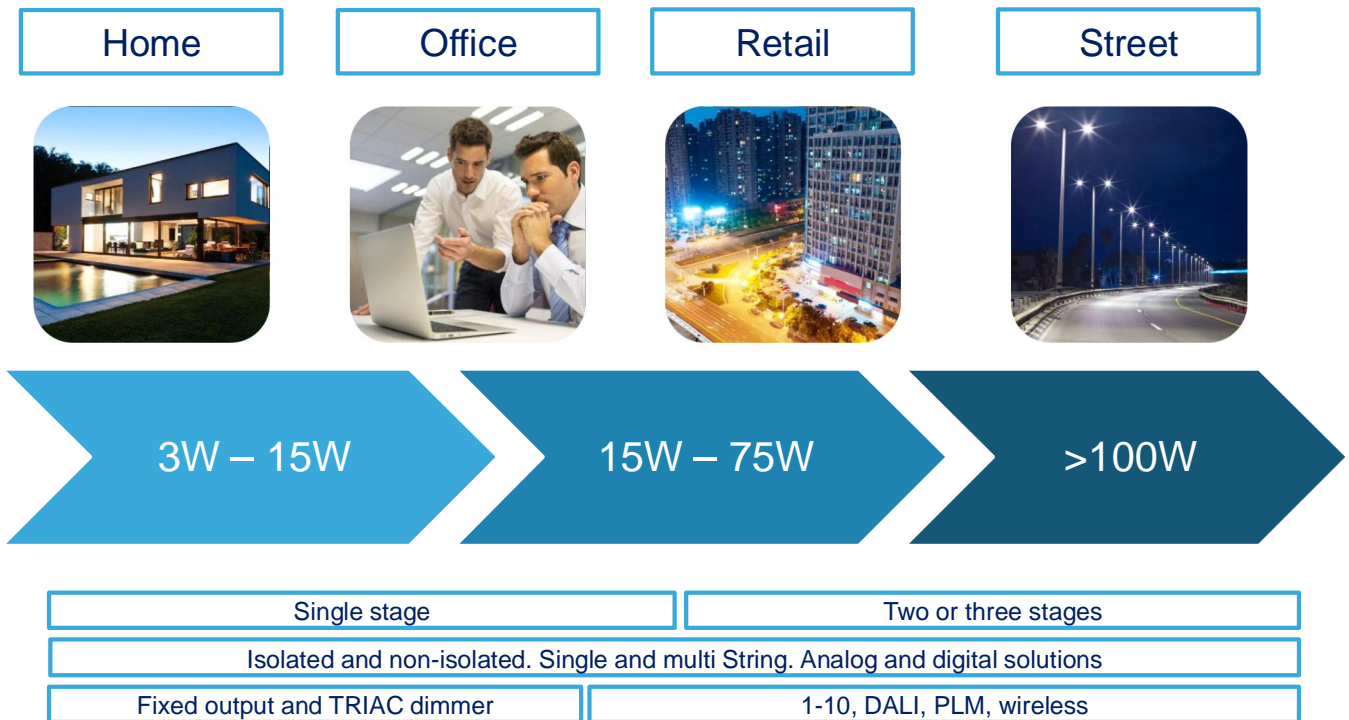 Home
Office
Retail
Street
3W – 15W
15W – 75W
>100W
Single stage
Two or three stages
Isolated and non-isolated. Single and multi String. Analog and digital solutions
Fixed output and TRIAC dimmer
1-10, DALI, PLM, wireless